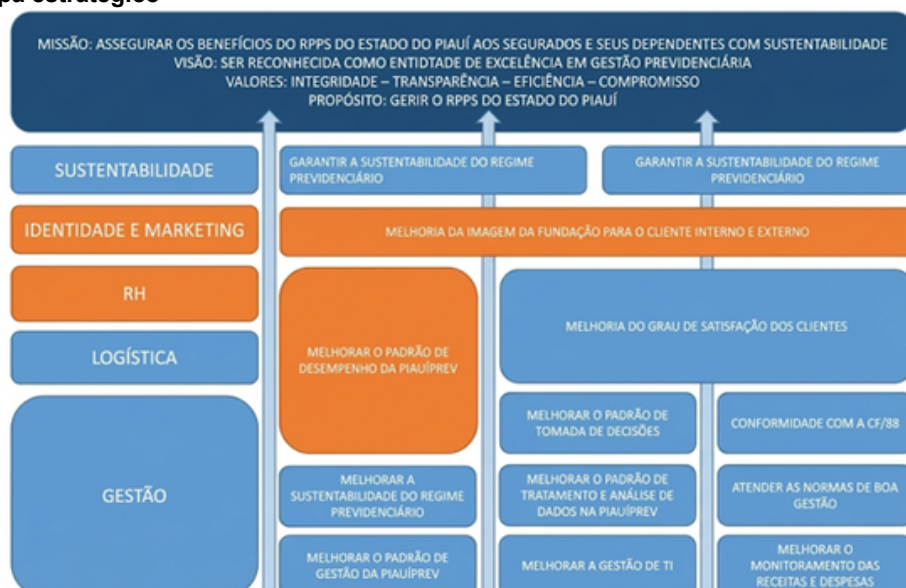 MISSÃO: ASSEGURAR OS BENEFÍCIOS DO RPPS DO ESTADO DO PIAUÍ AOS SEGURADOS E SEUS DEPENDENTES COM SUSTENTABILIDADE
VISÃO: SER RECONHECIDA COMO ENTIDTADE DE EXCELÊNCIA EM GESTÃO PREVIDENCIÁRIA
VALORES: INTEGRIDADE – TRANSPARÊNCIA – EFICIÊNCIA – COMPROMISSO
PROPÓSITO: GERIR O RPPS DO ESTADO DO PIAUÍ
SUSTENTABILIDADE
GARANTIR A SUSTENTABILIDADE DO REGIME
PREVIDENCIÁRIO
GARANTIR A SUSTENTABILIDADE DO REGIME
PREVIDENCIÁRIO
IDENTIDADE E MARKETING
MELHORIA DA IMAGEM DA FUNDAÇÃO PARA O CLIENTE INTERNO E EXTERNO
RH
MELHORAR O PADRÃO DE
DESEMPENHO DA PIAUÍPREV
MELHORIA DO GRAU DE SATISFAÇÃO DOS CLIENTES
LOGÍSTICA
GESTÃO
MELHORAR O PADRÃO DE
TOMADA DE DECISÕES
CONFORMIDADE COM A CF/88
MELHORAR A
SUSTENTABILIDADE DO REGIME
PREVIDENCIÁRIO
MELHORAR O PADRÃO DE
TRATAMENTO E ANÁLISE DE
DADOS NA PIAUÍPREV
ATENDER AS NORMAS DE BOA
GESTÃO
MELHORAR O PADRÃO DE
GESTÃO DA PIAUÍPREV
MELHORAR A GESTÃO DE TI
MELHORAR O
MONITORAMENTO DAS
RECEITAS E DESPESAS